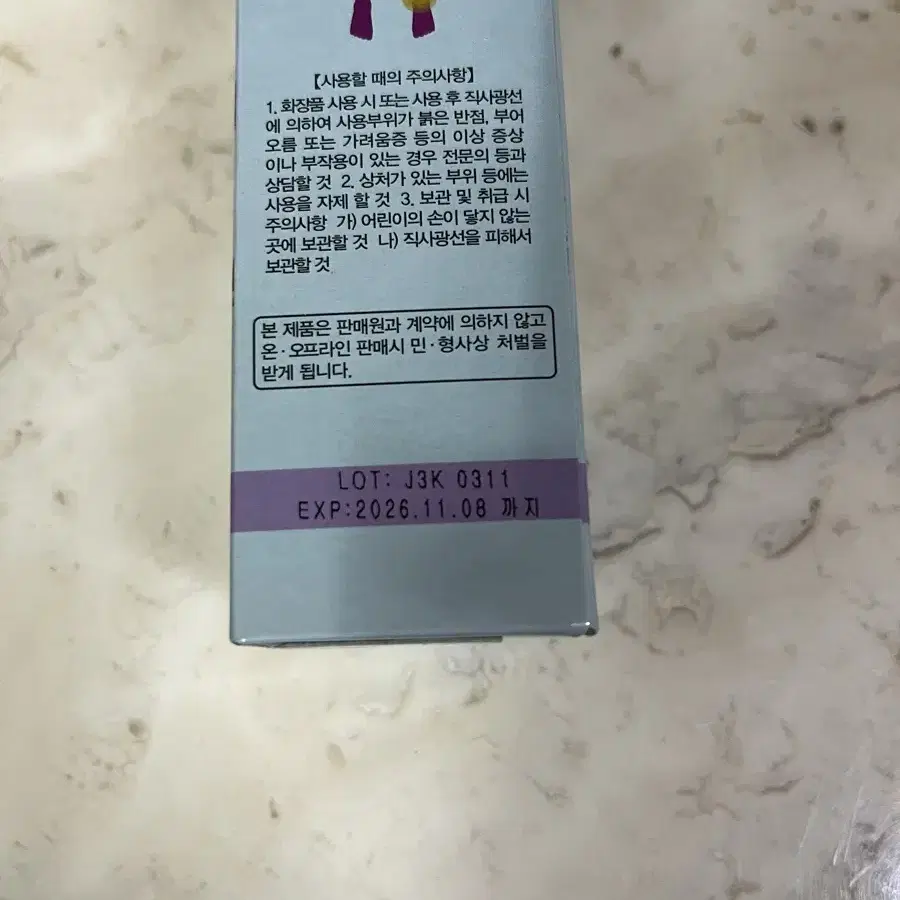 【사용할 때의 주의사항】
1. 화장품 사용 시 또는 사용 후 직사광선
에 의하여 사용부위가 붉은 반점, 부어
오름 또는 가려움증 등의 이상 증상
이나 부작용이 있는 경우 전문의 등과
상담할 것 2. 상처가 있는 부위 등에는
사용을 자제 할 것 3. 보관 및 취급 시
주의사항 가) 어린이의 손이 닿지 않는
곳에 보관할 것 나) 직사광선을 피해서
보관할 것
본 제품은 판매원과 계약에 의하지 않고
온·오프라인 판매시 민·형사상 처벌을
받게 됩니다.
LOT: J3K 0311
EXP:2026.11.08 까지